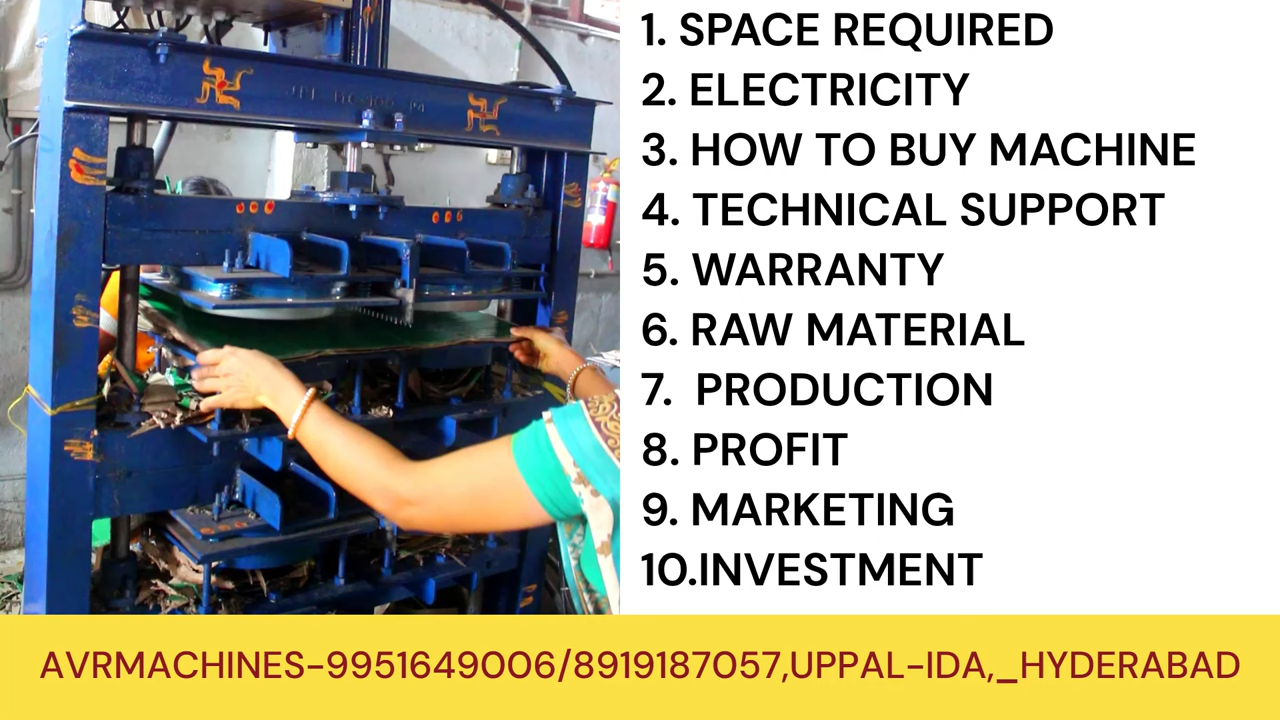 1. SPACE REQUIRED
2. ELECTRICITY
3. HOW TO BUY MACHINE
4. TECHNICAL SUPPORT
5. WARRANTY
6. RAW MATERIAL
7. PRODUCTION
8. PROFIT
9. MARKETING
10.INVESTMENT
AVRMACHINES-9951649006/8919187057,UPPAL-IDA,_HYDERABAD